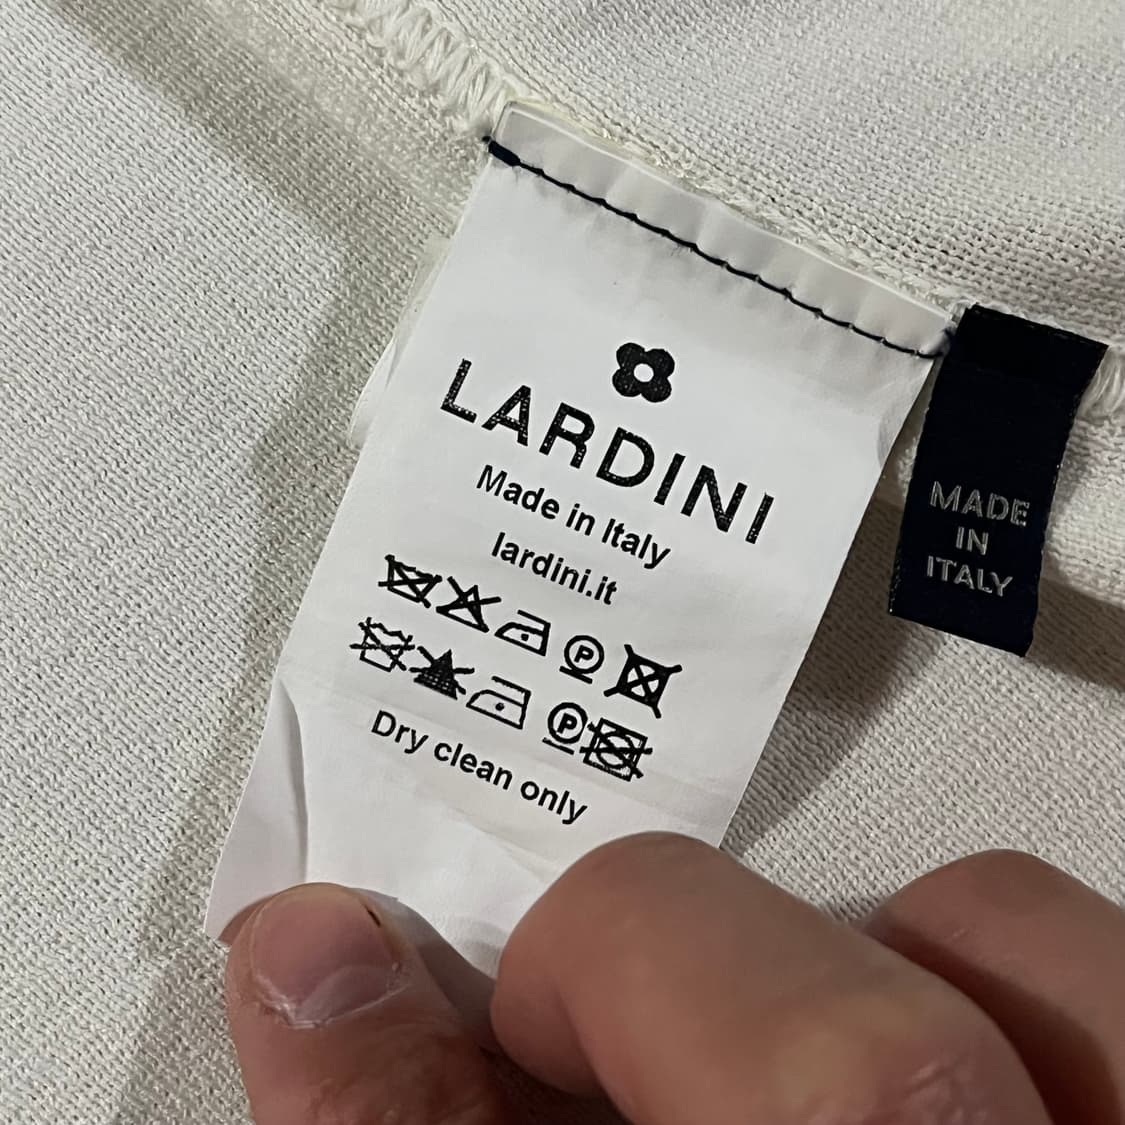 LARDINI
Made in Italy
lardini.it
P
P
Dry clean only
MADE
IN
ITALY